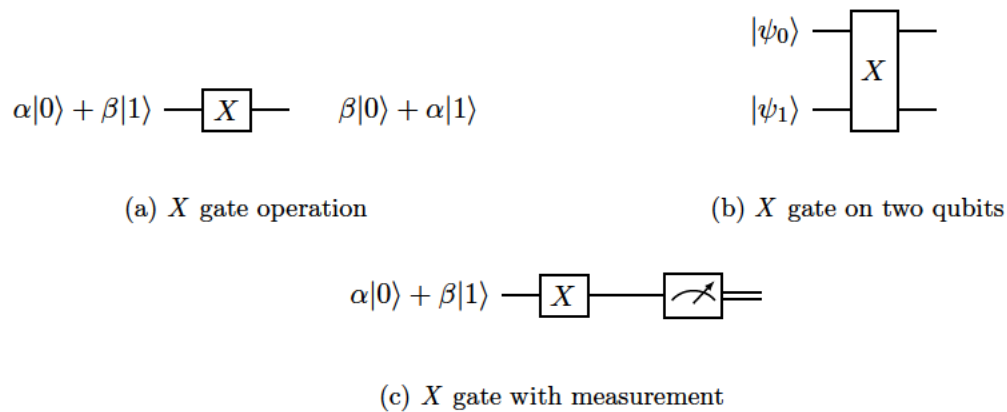 α|0⟩ + β|1⟩ X β|0⟩ + α|1⟩
(a) X gate operation
|ψ₀⟩
X
|ψ₁⟩
(b) X gate on two qubits
α|0⟩ + β|1⟩ X
(c) X gate with measurement